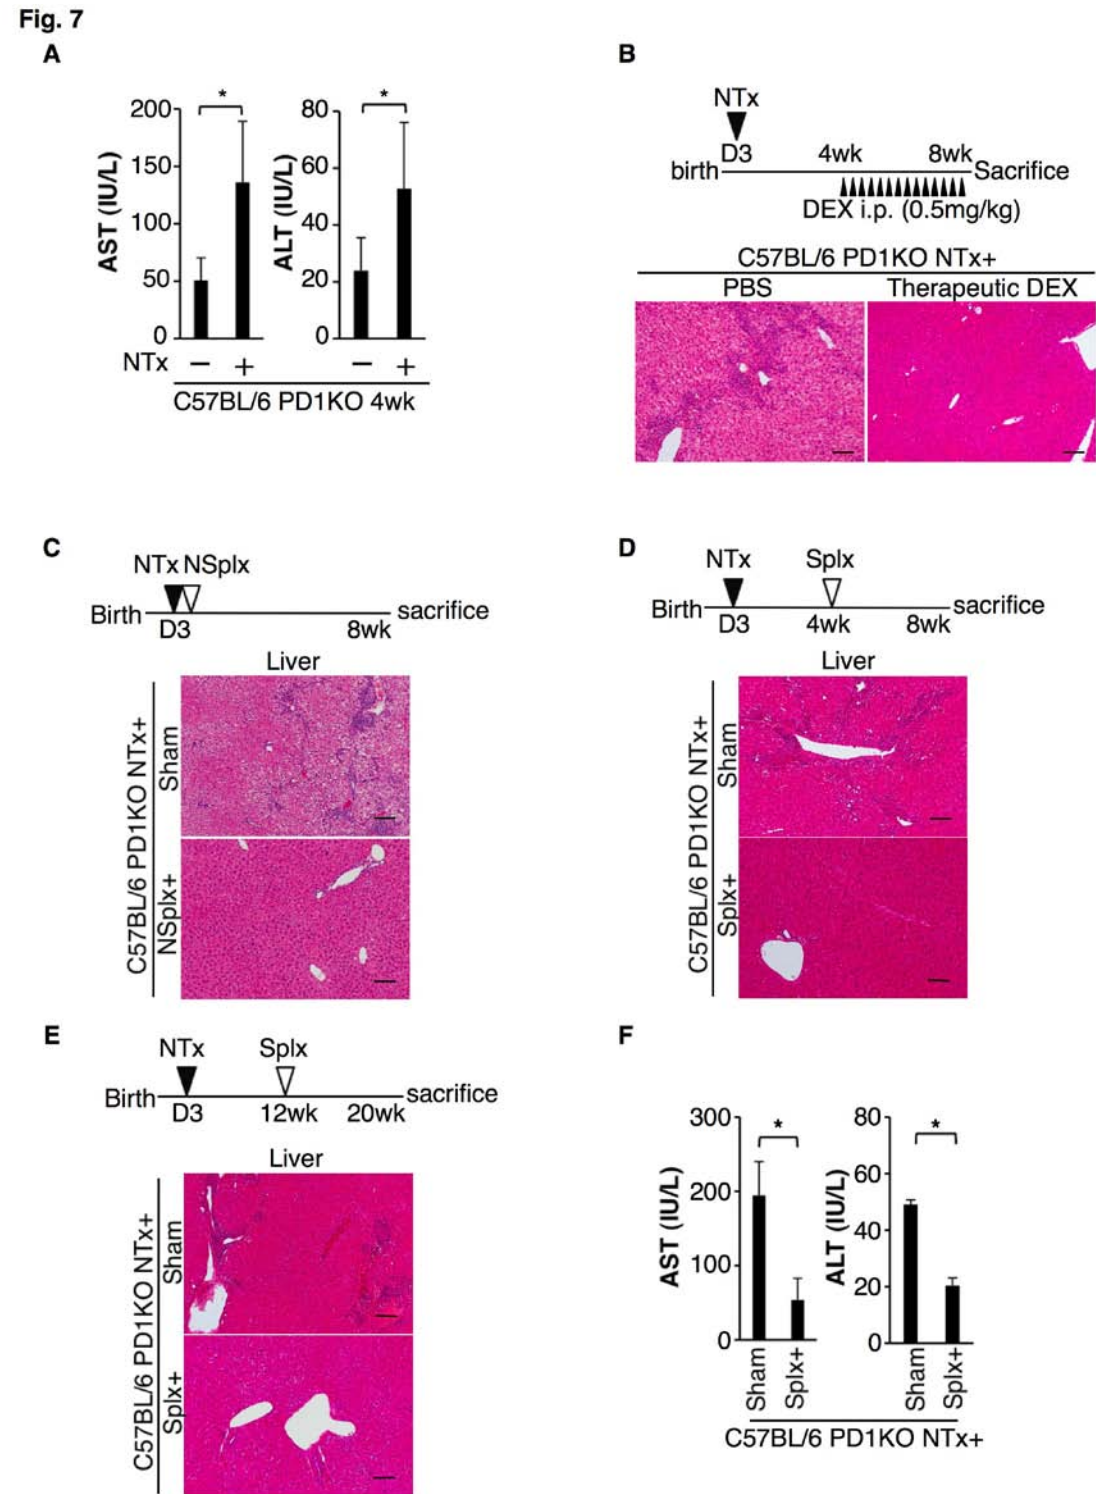 Fig. 7
A
200
150
100
50
0
AST (IU/L)
*
80
60
40
20
0
ALT (IU/L)
*
NTx − + − +
C57BL/6 PD1KO 4wk
B
NTx
D3 4wk 8wk
birth Sacrifice
DEX i.p. (0.5mg/kg)
C57BL/6 PD1KO NTx+
PBS Therapeutic DEX
C
NTx NSplx
Birth sacrifice
D3 8wk
Liver
C57BL/6 PD1KO NTx+
Sham
NSplx+
D
NTx Splx
Birth sacrifice
D3 4wk 8wk
Liver
C57BL/6 PD1KO NTx+
Sham
Splx+
E
NTx Splx
Birth sacrifice
D3 12wk 20wk
Liver
C57BL/6 PD1KO NTx+
Sham
Splx+
F
300
200
100
0
AST (IU/L)
*
Sham
Splx+
80
60
40
20
0
ALT (IU/L)
*
Sham
Splx+
C57BL/6 PD1KO NTx+